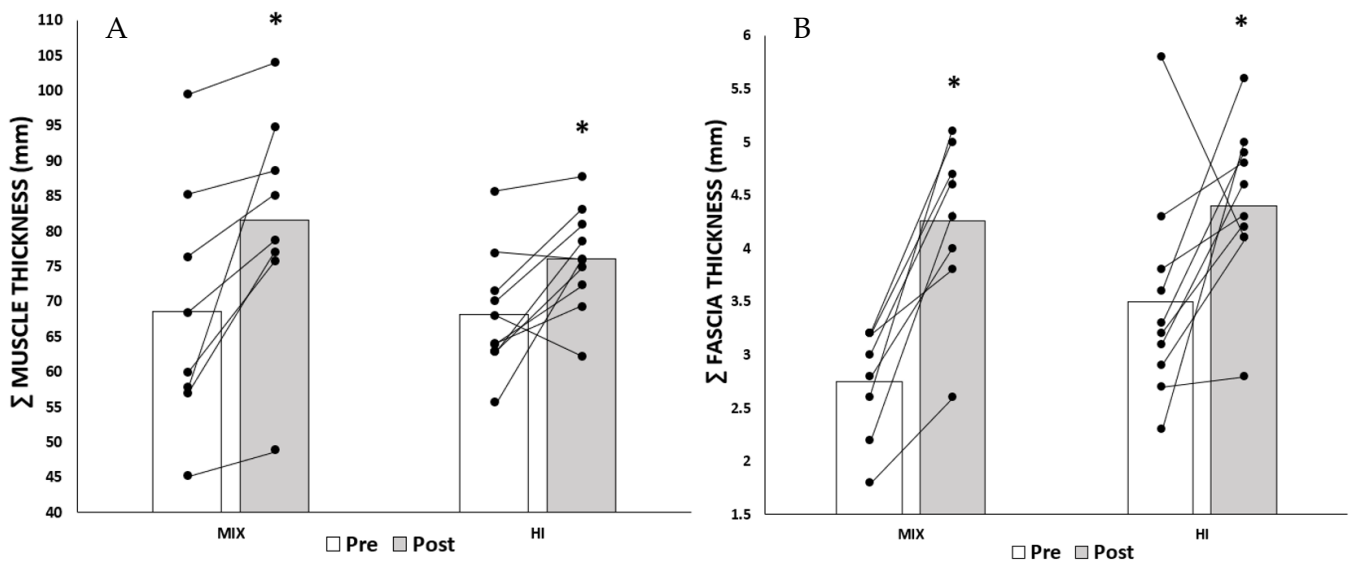 A
∑ MUSCLE THICKNESS (mm)
110
105
100
95
90
85
80
75
70
65
60
55
50
45
40
*
*
MIX
HI
Pre
Post
B
∑ FASCIA THICKNESS (mm)
6
5.5
5
4.5
4
3.5
3
2.5
2
1.5
*
*
MIX
HI
Pre
Post